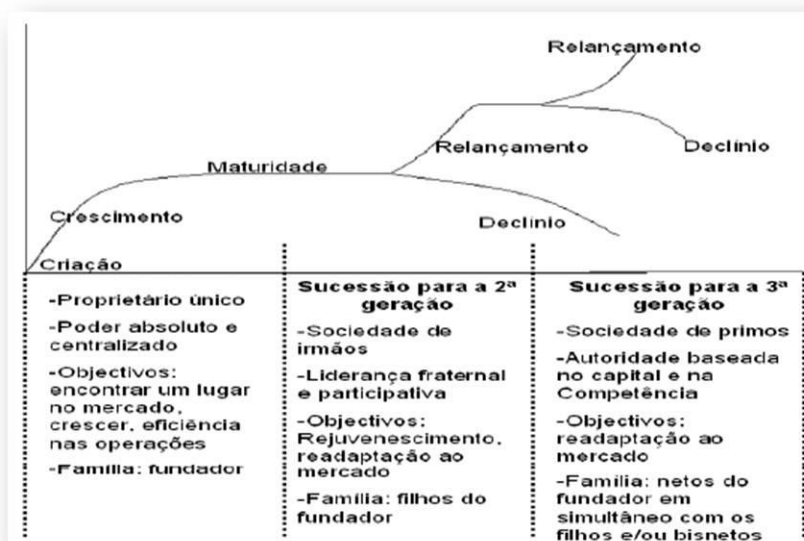 Relançamento
Relançamento
Declínio
Maturidade
Crescimento
Declínio
Criação
-Proprietário único
-Poder absoluto e
centralizado
-Objectivos:
encontrar um lugar
no mercado,
crescer, eficiência
nas operações
-Família: fundador
Sucessão para a 2ª
geração
-Sociedade de
irmãos
-Liderança fraternal
e participativa
-Objectivos:
Rejuvenescimento,
readaptação ao
mercado
-Família: filhos do
fundador
Sucessão para a 3ª
geração
-Sociedade de primos
-Autoridade baseada
no capital e na
Competência
-Objectivos:
readaptação ao
mercado
-Família: netos do
fundador em
simultâneo com os
filhos e/ou bisnetos